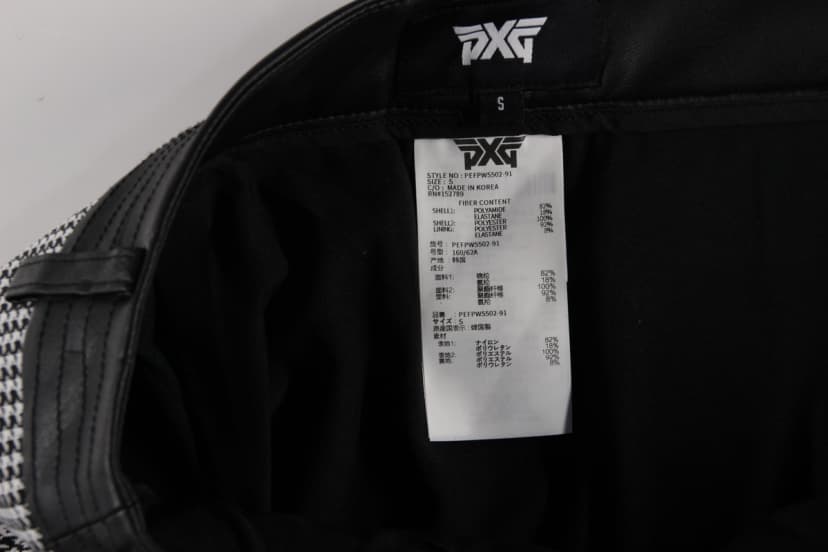 PXG
S
PXG
STYLE NO : PEFPWS502-91
SIZE : S
C/O : MADE IN KOREA
RN#152789
FIBER CONTENT
SHELL1: POLYAMIDE 82%
ELASTANE 18%
SHELL2: POLYESTER 100%
LINING: POLYESTER 92%
ELASTANE 8%
货号 : PEFPWS502-91
号型 : 160/62A
产地 : 韩国
成分
面料1: 锦纶 82%
氨纶 18%
面料2: 聚酯纤维 100%
里料: 聚酯纤维 92%
氨纶 8%
品番 : PEFPWS502-91
サイズ : S
原産国表示 : 韓国製
素材
表地1: ナイロン 82%
ポリウレタン 18%
表地2: ポリエステル 100%
裏地: ポリエステル 92%
ポリウレタン 8%